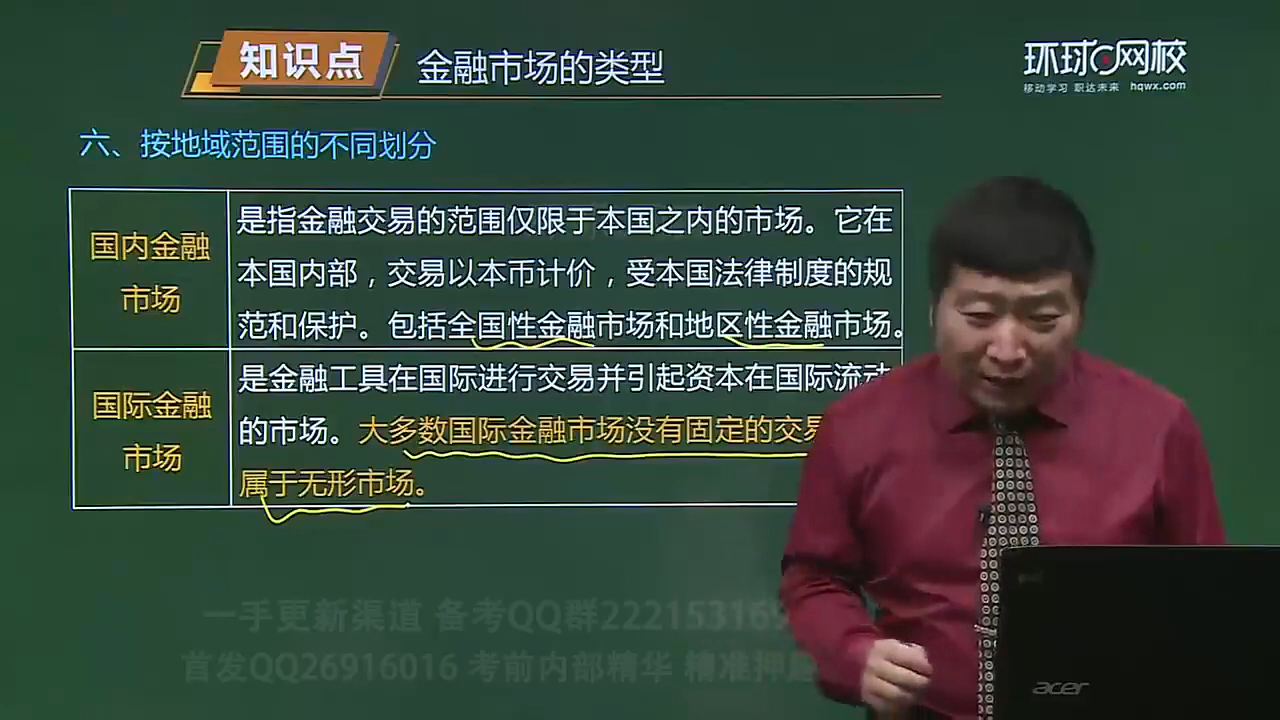 知识点 金融市场的类型
环球网校
移动学习 职达未来 hqwx.com
六、按地域范围的不同划分
国内金融
市场
是指金融交易的范围仅限于本国之内的市场。它在
本国内部，交易以本币计价，受本国法律制度的规
范和保护。包括全国性金融市场和地区性金融市场。
国际金融
市场
是金融工具在国际进行交易并引起资本在国际流动
的市场。大多数国际金融市场没有固定的交易
属于无形市场。
一手更新渠道 备考QQ群222153169
首发QQ26916016 考前内部精华 精准押题
acer